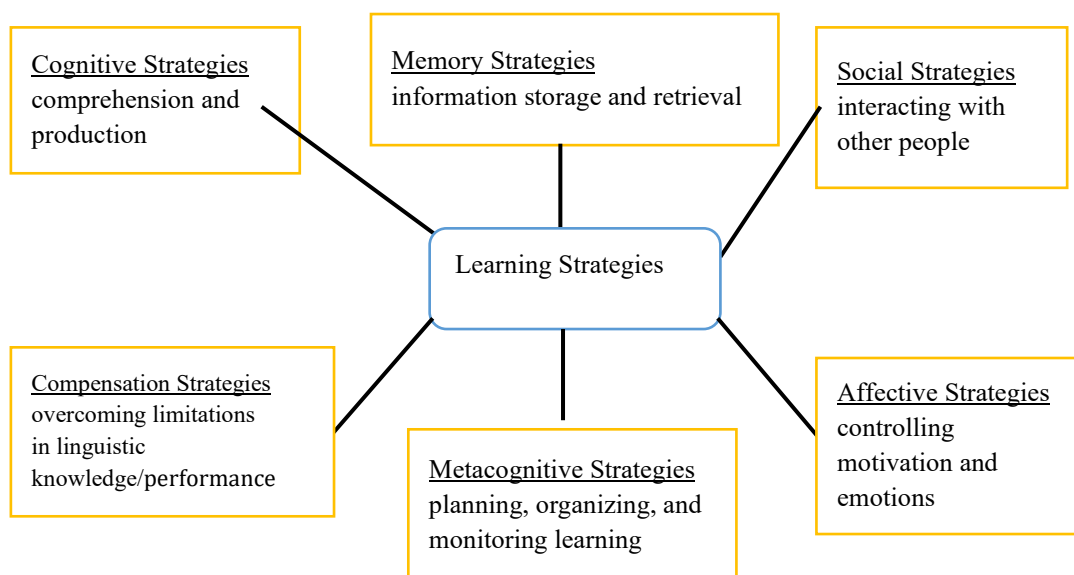 Cognitive Strategies
comprehension and
production
Memory Strategies
information storage and retrieval
Social Strategies
interacting with
other people
Learning Strategies
Compensation Strategies
overcoming limitations
in linguistic
knowledge/performance
Metacognitive Strategies
planning, organizing, and
monitoring learning
Affective Strategies
controlling
motivation and
emotions